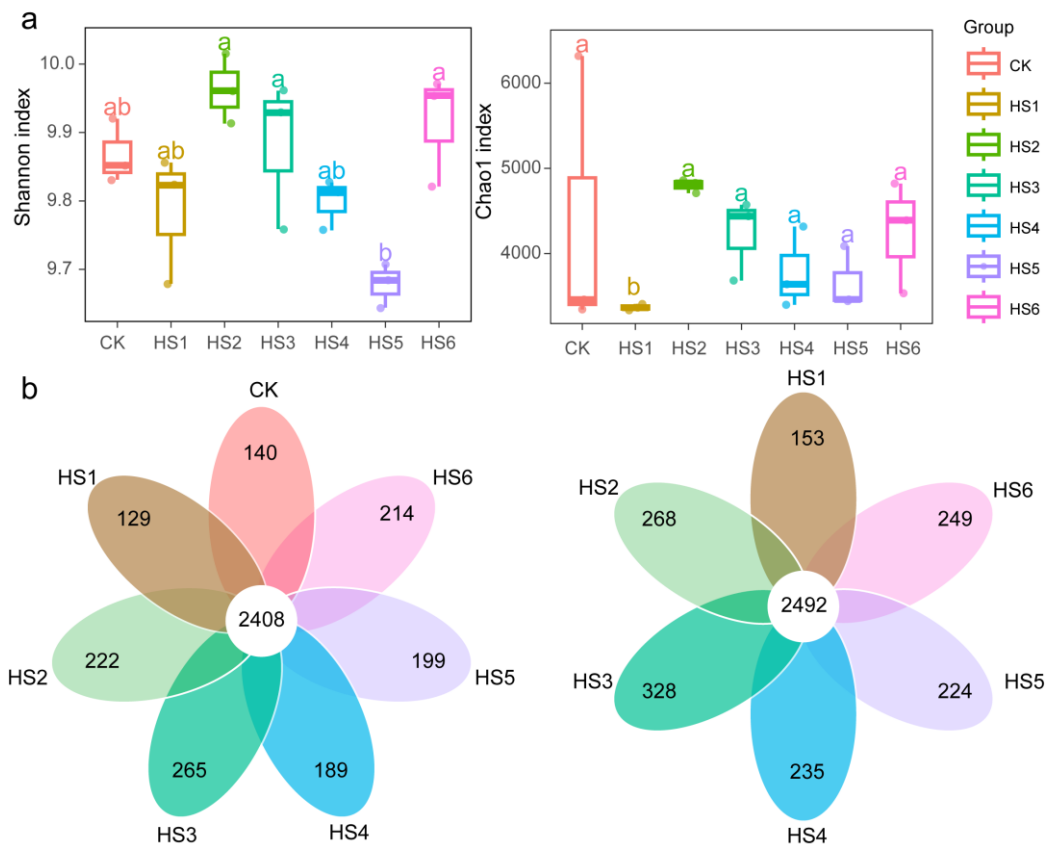 a
Shannon index
10.0
9.9
9.8
9.7
ab
ab
a
a
ab
b
a
CK HS1 HS2 HS3 HS4 HS5 HS6
Chao1 index
6000
5000
4000
a
b
a
a
a
a
a
CK HS1 HS2 HS3 HS4 HS5 HS6
Group
CK
HS1
HS2
HS3
HS4
HS5
HS6
b
CK
140
HS1
129
HS6
214
2408
HS2
222
199
HS5
265
HS3
189
HS4
HS1
153
HS2
268
HS6
249
2492
HS3
328
224
HS5
235
HS4